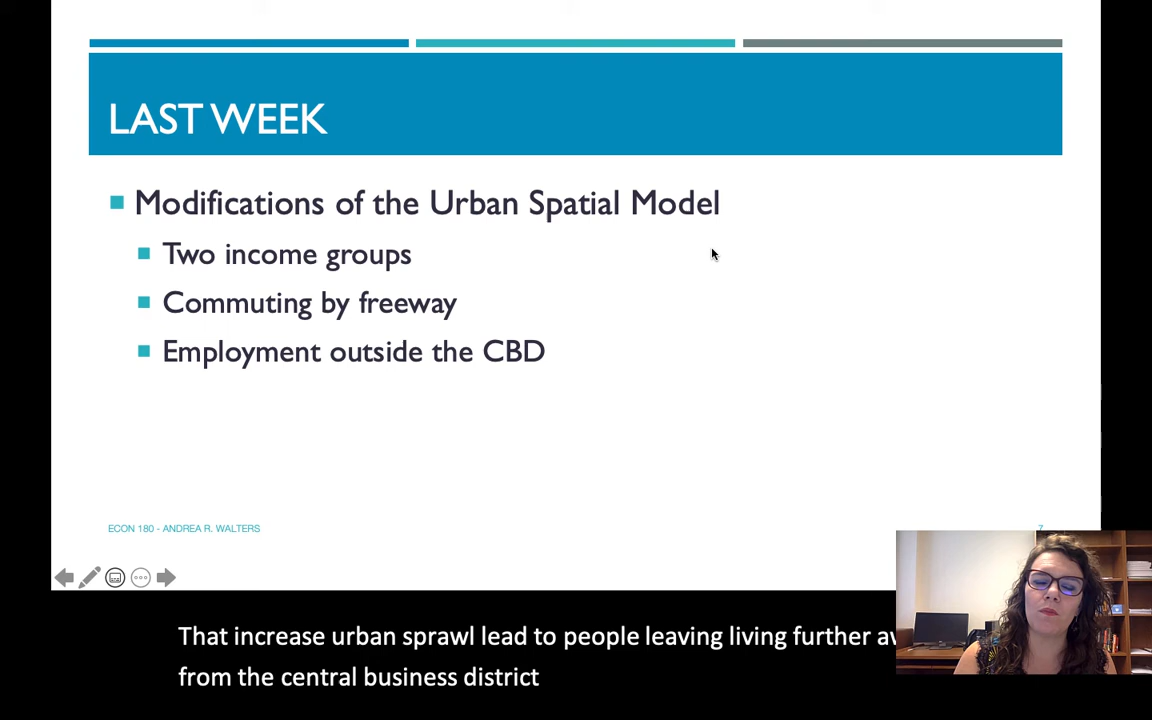 LAST WEEK
Modifications of the Urban Spatial Model
Two income groups
Commuting by freeway
Employment outside the CBD
ECON 180 - ANDREA R. WALTERS
7
That increase urban sprawl lead to people leaving living further
from the central business district